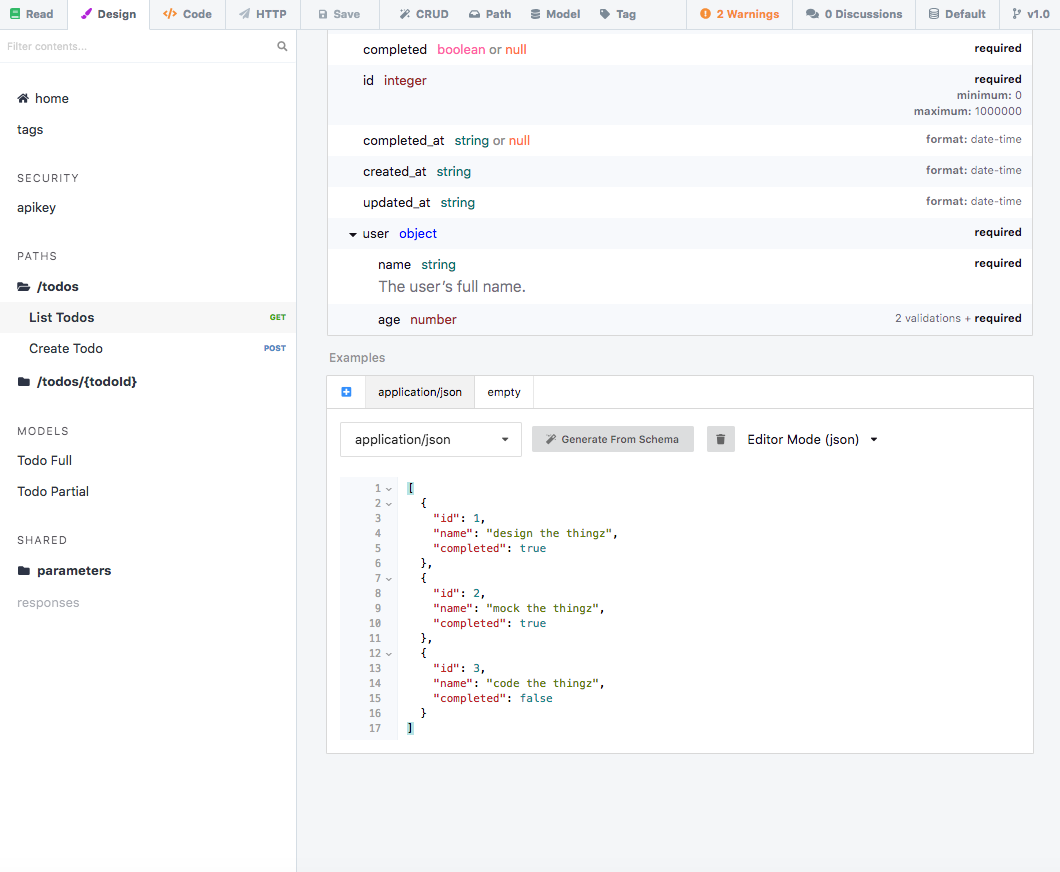 Read Design Code HTTP Save CRUD Path Model Tag 2 Warnings 0 Discussions Default v1.0
Filter contents...
home
tags
SECURITY
apikey
PATHS
/todos
List Todos GET
Create Todo POST
/todos/{todoId}
MODELS
Todo Full
Todo Partial
SHARED
parameters
responses
completed boolean or null required
id integer required
minimum: 0
maximum: 1000000
completed_at string or null format: date-time
created_at string format: date-time
updated_at string format: date-time
user object required
name string required
The user's full name.
age number 2 validations + required
Examples
application/json empty
application/json Generate From Schema Editor Mode (json)
1 [
2 {
3 "id": 1,
4 "name": "design the thingz",
5 "completed": true
6 },
7 {
8 "id": 2,
9 "name": "mock the thingz",
10 "completed": true
11 },
12 {
13 "id": 3,
14 "name": "code the thingz",
15 "completed": false
16 }
17 ]